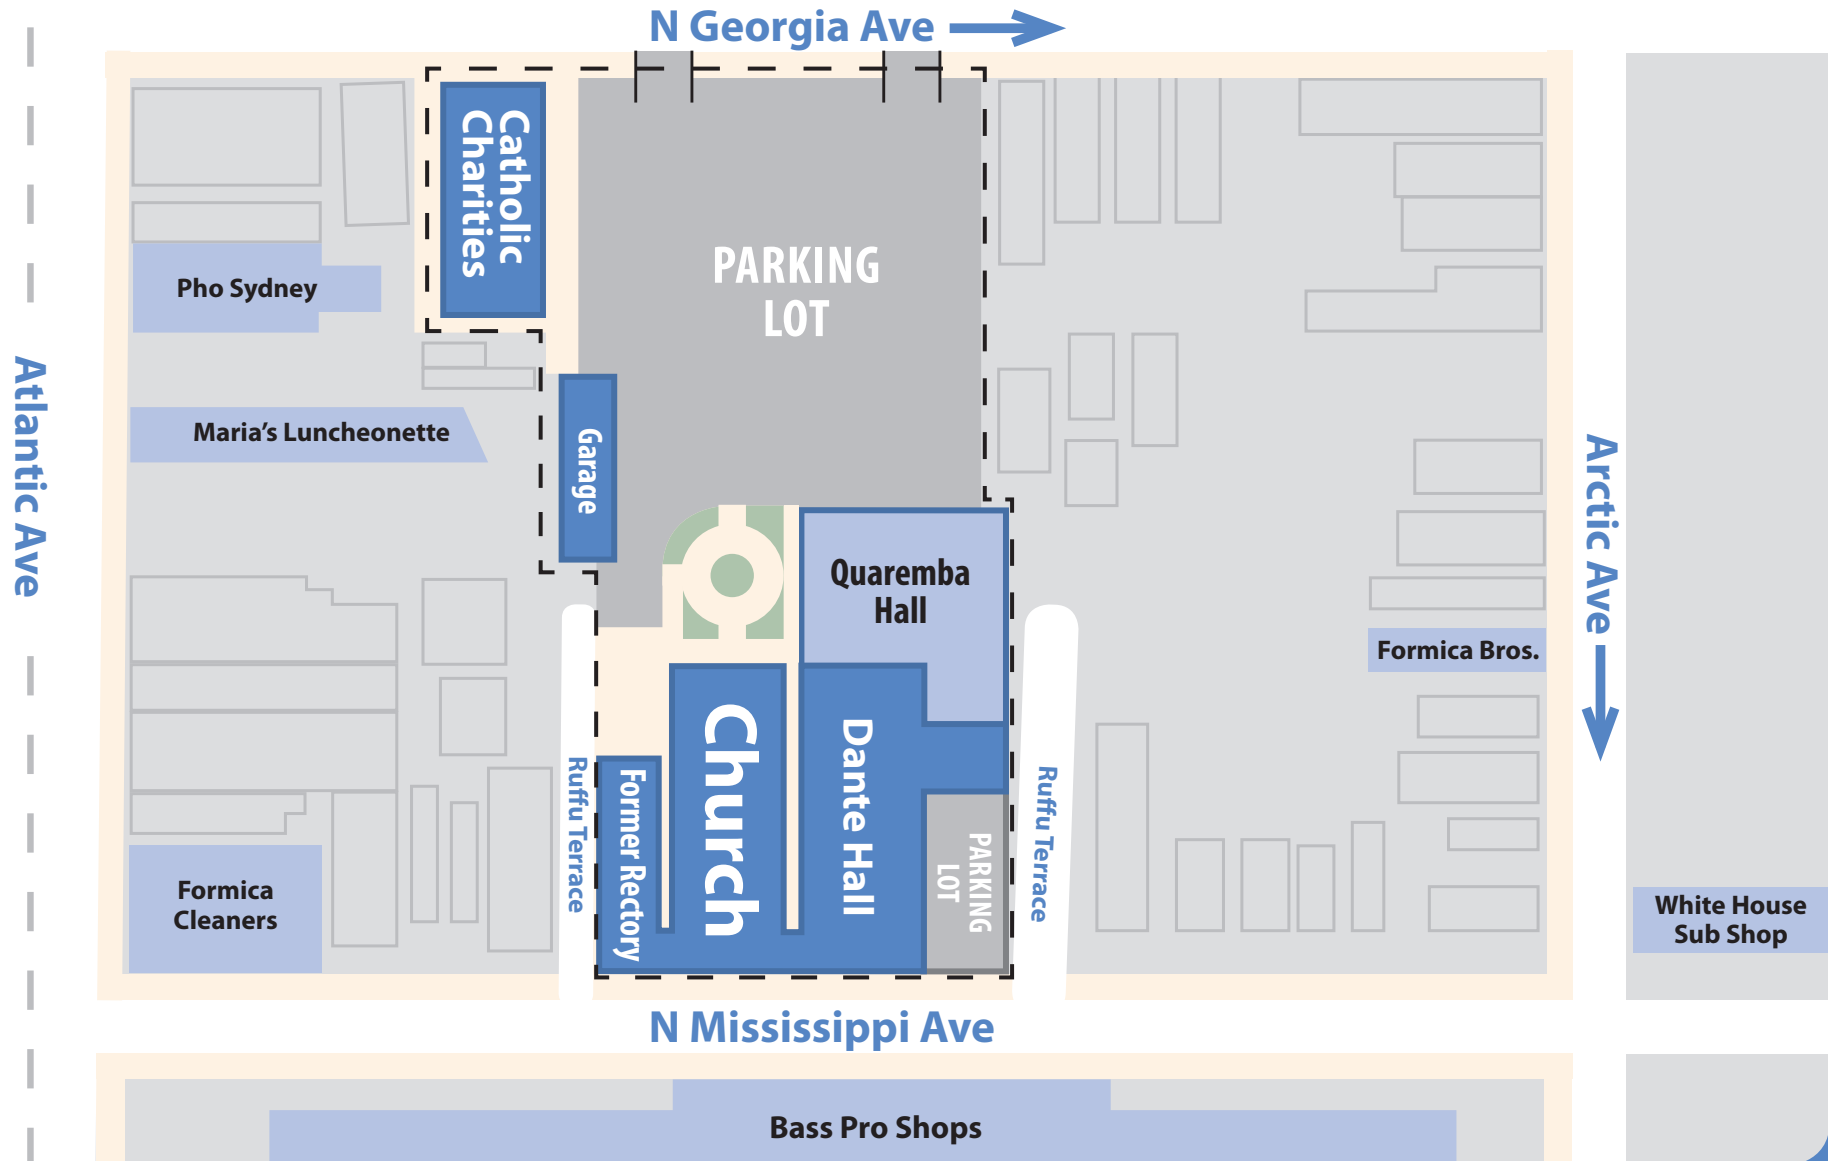 N Georgia Ave
Catholic
Charities
PARKING
LOT
Pho Sydney
Atlantic Ave
Maria’s Luncheonette
Garage
Arctic Ave
Quaremba
Hall
Formica Bros.
Church
Dante Hall
Former Rectory
Ruffu Terrace
PARKING
LOT
Ruffu Terrace
Formica
Cleaners
White House
Sub Shop
N Mississippi Ave
Bass Pro Shops